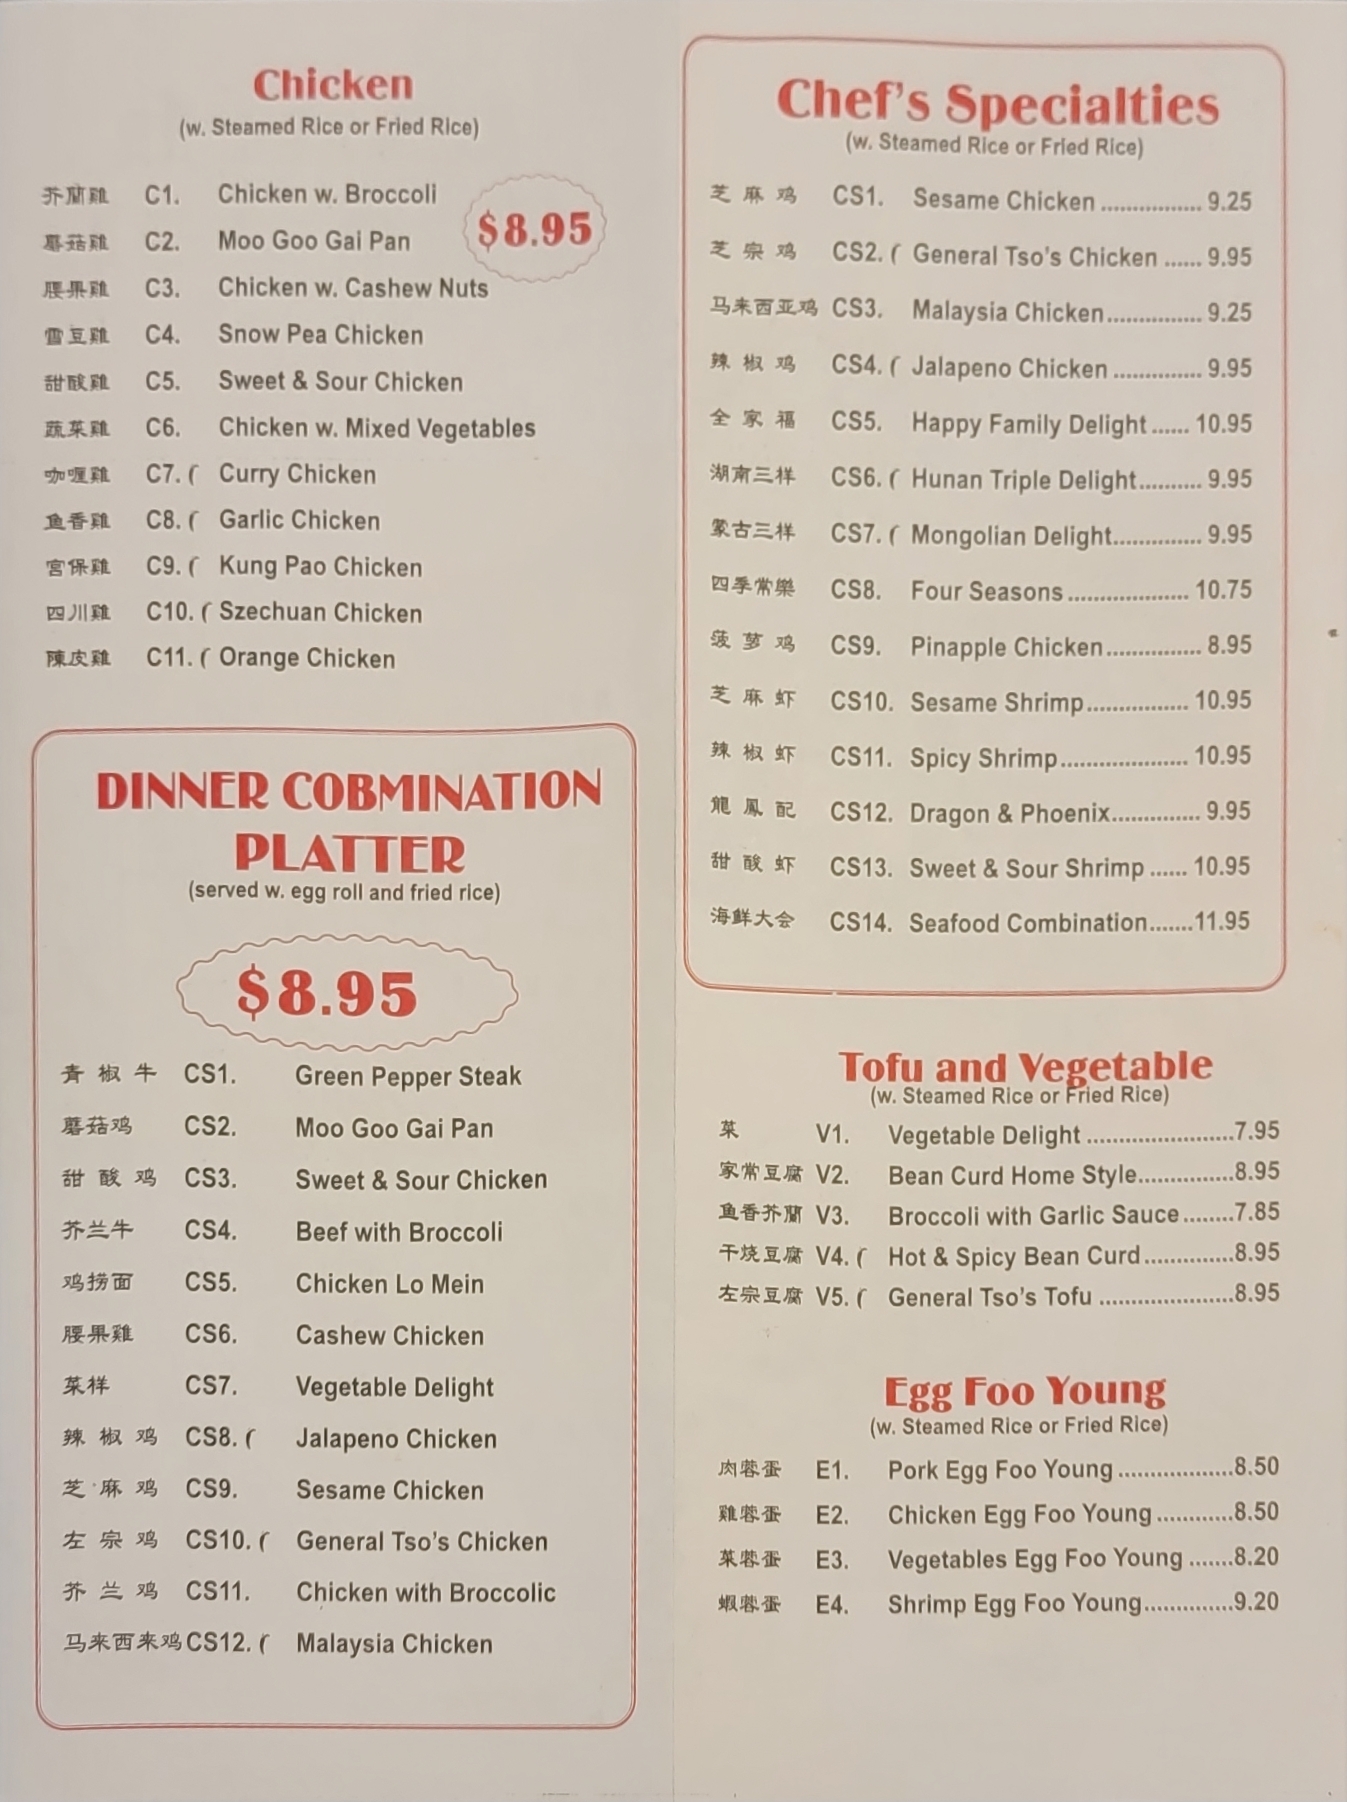 Chicken
(w. Steamed Rice or Fried Rice)
$8.95
芥蘭雞 C1. Chicken w. Broccoli
蘑菇雞 C2. Moo Goo Gai Pan
腰果雞 C3. Chicken w. Cashew Nuts
雪豆雞 C4. Snow Pea Chicken
甜酸雞 C5. Sweet & Sour Chicken
蔬菜雞 C6. Chicken w. Mixed Vegetables
咖喱雞 C7. Curry Chicken
鱼香雞 C8. Garlic Chicken
宮保雞 C9. Kung Pao Chicken
四川雞 C10. Szechuan Chicken
陳皮雞 C11. Orange Chicken
DINNER COBMINATION
PLATTER
(served w. egg roll and fried rice)
$8.95
青椒牛 CS1. Green Pepper Steak
蘑菇鸡 CS2. Moo Goo Gai Pan
甜酸鸡 CS3. Sweet & Sour Chicken
芥兰牛 CS4. Beef with Broccoli
鸡捞面 CS5. Chicken Lo Mein
腰果雞 CS6. Cashew Chicken
菜样 CS7. Vegetable Delight
辣椒鸡 CS8. Jalapeno Chicken
芝麻鸡 CS9. Sesame Chicken
左宗鸡 CS10. General Tso's Chicken
芥兰鸡 CS11. Chicken with Broccolic
马来西来鸡 CS12. Malaysia Chicken
Chef's Specialties
(w. Steamed Rice or Fried Rice)
芝麻鸡 CS1. Sesame Chicken ................ 9.25
芝宗鸡 CS2. General Tso's Chicken ...... 9.95
马来西亚鸡 CS3. Malaysia Chicken............... 9.25
辣椒鸡 CS4. Jalapeno Chicken .............. 9.95
全家福 CS5. Happy Family Delight ...... 10.95
湖南三样 CS6. Hunan Triple Delight.......... 9.95
蒙古三样 CS7. Mongolian Delight.............. 9.95
四季常樂 CS8. Four Seasons ................... 10.75
菠萝鸡 CS9. Pinapple Chicken............... 8.95
芝麻虾 CS10. Sesame Shrimp................ 10.95
辣椒虾 CS11. Spicy Shrimp.................... 10.95
龍鳳配 CS12. Dragon & Phoenix.............. 9.95
甜酸虾 CS13. Sweet & Sour Shrimp ...... 10.95
海鲜大会 CS14. Seafood Combination.......11.95
Tofu and Vegetable
(w. Steamed Rice or Fried Rice)
菜 V1. Vegetable Delight .......................7.95
家常豆腐 V2. Bean Curd Home Style...............8.95
鱼香芥蘭 V3. Broccoli with Garlic Sauce ........7.85
干烧豆腐 V4. Hot & Spicy Bean Curd..............8.95
左宗豆腐 V5. General Tso's Tofu .....................8.95
Egg Foo Young
(w. Steamed Rice or Fried Rice)
肉蓉蛋 E1. Pork Egg Foo Young ..................8.50
雞蓉蛋 E2. Chicken Egg Foo Young ............8.50
菜蓉蛋 E3. Vegetables Egg Foo Young .......8.20
蝦蓉蛋 E4. Shrimp Egg Foo Young..............9.20